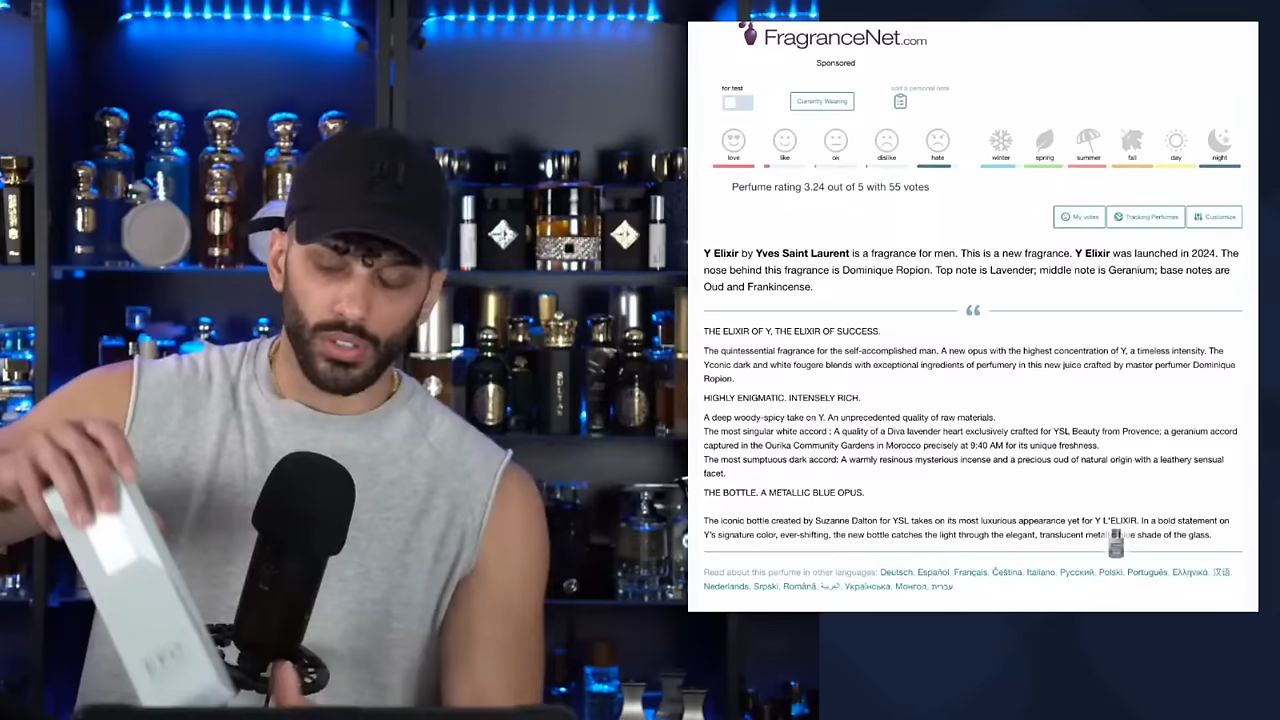 FragranceNet.com
Sponsored
for test
Currently Wearing
add a personal note
love like ok dislike hate winter spring summer fall day night
Perfume rating 3.24 out of 5 with 55 votes
My votes Tracking Perfumes Customize
Y Elixir by Yves Saint Laurent is a fragrance for men. This is a new fragrance. Y Elixir was launched in 2024. The
nose behind this fragrance is Dominique Ropion. Top note is Lavender; middle note is Geranium; base notes are
Oud and Frankincense.
THE ELIXIR OF Y, THE ELIXIR OF SUCCESS.
The quintessential fragrance for the self-accomplished man. A new opus with the highest concentration of Y, a timeless intensity. The
Yconic dark and white fougere blends with exceptional ingredients of perfumery in this new juice crafted by master perfumer Dominique
Ropion.
HIGHLY ENIGMATIC. INTENSELY RICH.
A deep woody-spicy take on Y. An unprecedented quality of raw materials.
The most singular white accord : A quality of a Diva lavender heart exclusively crafted for YSL Beauty from Provence; a geranium accord
captured in the Ourika Community Gardens in Morocco precisely at 9:40 AM for its unique freshness.
The most sumptuous dark accord: A warmly resinous mysterious incense and a precious oud of natural origin with a leathery sensual
facet.
THE BOTTLE. A METALLIC BLUE OPUS.
The iconic bottle created by Suzanne Dalton for YSL takes on its most luxurious appearance yet for Y L'ELIXIR. In a bold statement on
Y's signature color, ever-shifting, the new bottle catches the light through the elegant, translucent shade of the glass.
Read about this perfume in other languages: Deutsch, Español, Français, Čeština, Italiano, Русский, Polski, Português, Ελληνικά, 汉语,
Nederlands, Srpski, Română, العربية, Українська, Монгол, עברית